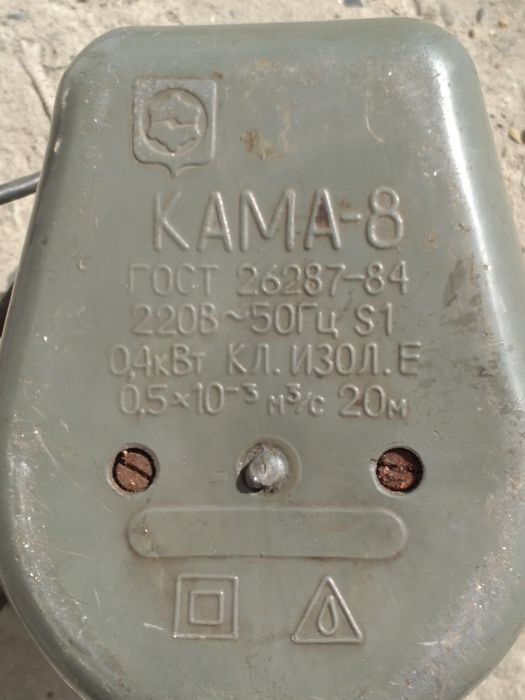 КАМА-8
ГОСТ 26287-84
220В~50Гц S1
0,4кВт КЛ. ИЗОЛ. Е
0,5×10⁻³ м³/с 20м